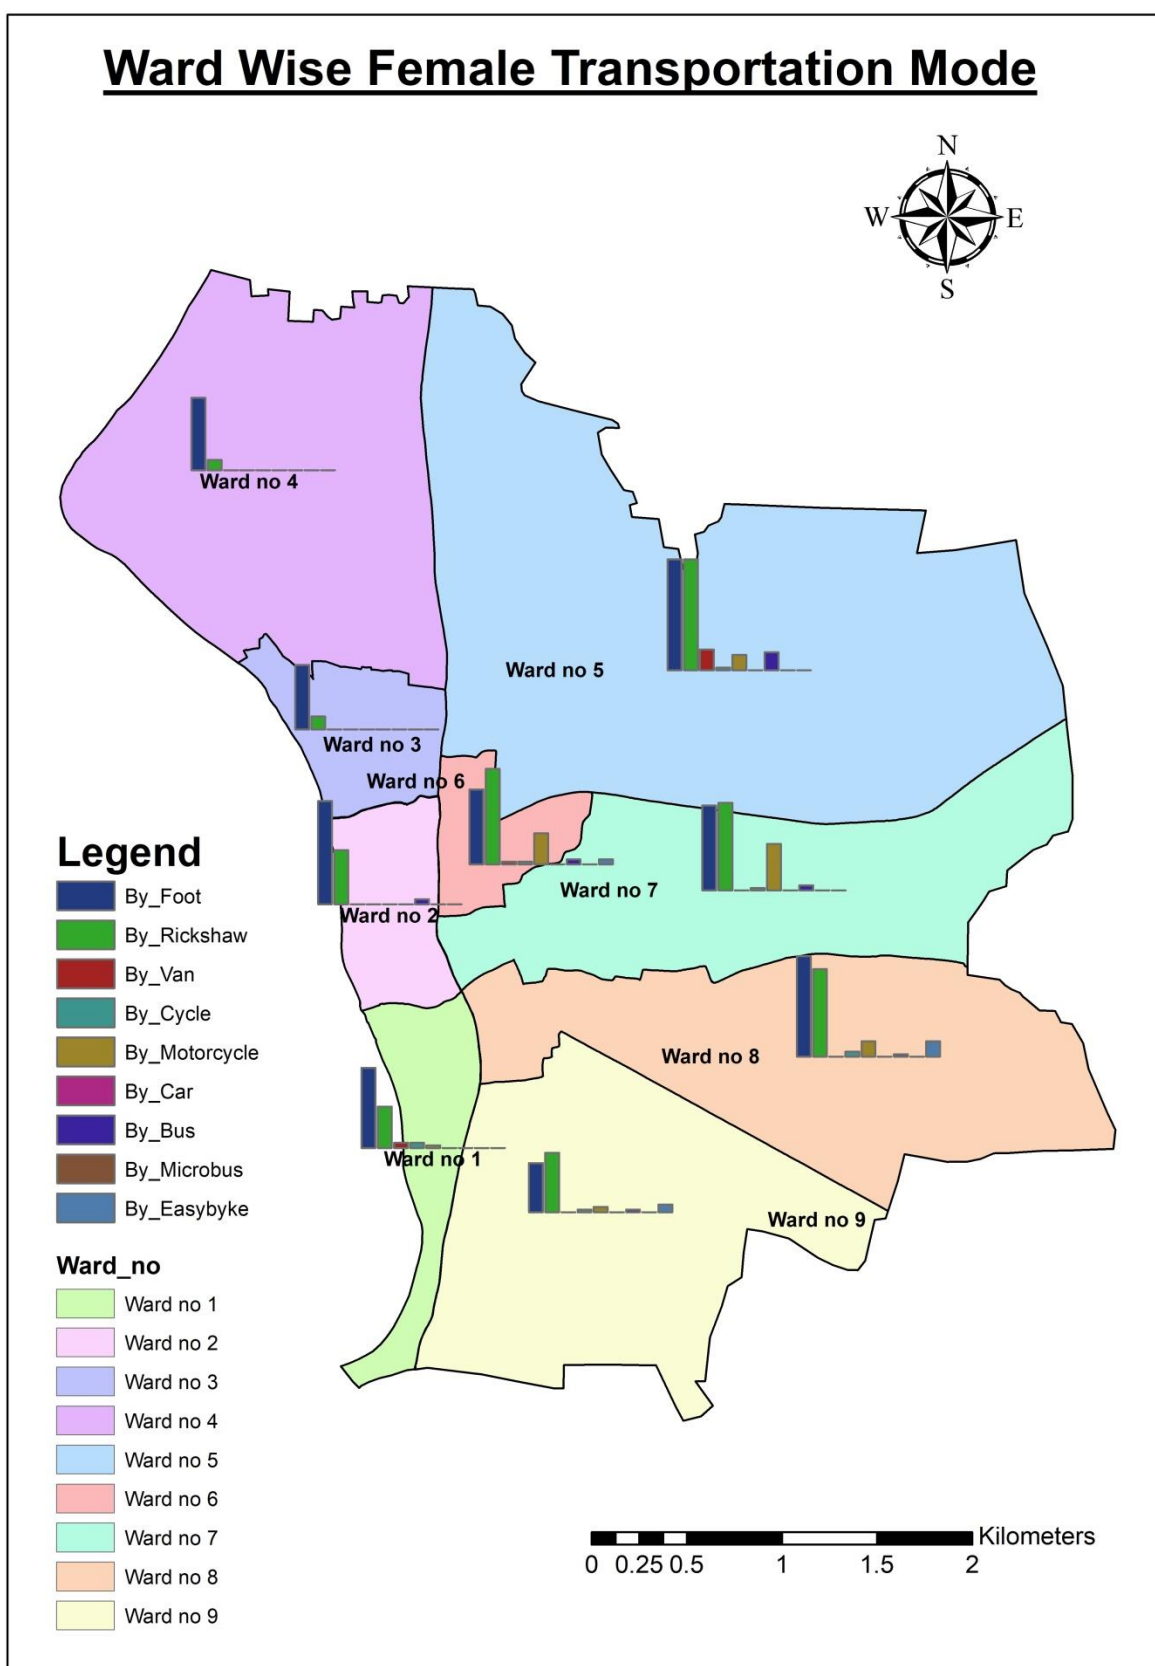 Ward Wise Female Transportation Mode
N
W
E
S
Ward no 4
Ward no 5
Ward no 3
Ward no 6
Ward no 7
Ward no 2
Ward no 8
Ward no 1
Ward no 9
Legend
By_Foot
By_Rickshaw
By_Van
By_Cycle
By_Motorcycle
By_Car
By_Bus
By_Microbus
By_Easybyke
Ward_no
Ward no 1
Ward no 2
Ward no 3
Ward no 4
Ward no 5
Ward no 6
Ward no 7
Ward no 8
Ward no 9
Kilometers
0 0.25 0.5 1 1.5 2